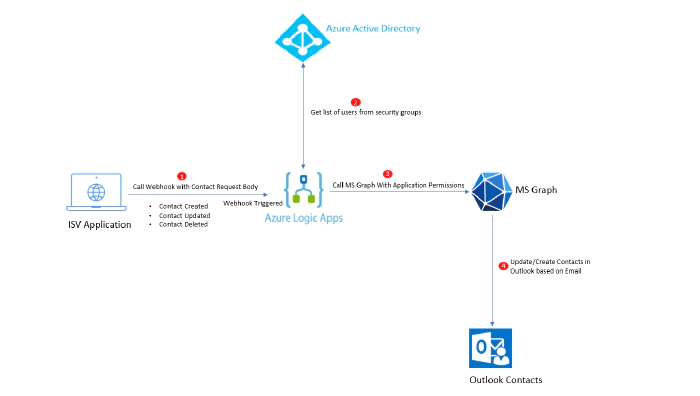 Azure Active Directory
2
Get list of users from security groups
1
Call Webhook with Contact Request Body
• Contact Created
• Contact Updated
• Contact Deleted
ISV Application
Webhook Triggered
Azure Logic Apps
3
Call MS Graph With Application Permissions
MS Graph
4
Update/Create Contacts in
Outlook based on Email
O
Outlook Contacts